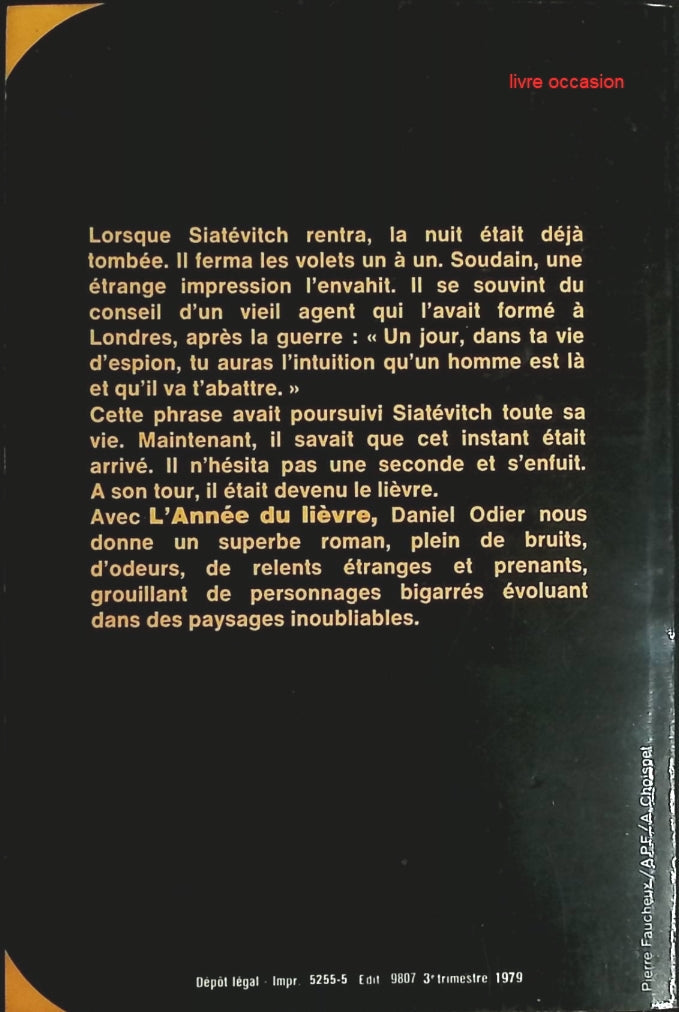 livre occasion
Lorsque Siatévitch rentra, la nuit était déjà
tombée. Il ferma les volets un à un. Soudain, une
étrange impression l'envahit. Il se souvint du
conseil d'un vieil agent qui l'avait formé à
Londres, après la guerre : « Un jour, dans ta vie
d'espion, tu auras l'intuition qu'un homme est là
et qu'il va t'abattre. »
Cette phrase avait poursuivi Siatévitch toute sa
vie. Maintenant, il savait que cet instant était
arrivé. Il n'hésita pas une seconde et s'enfuit.
A son tour, il était devenu le lièvre.
Avec L'Année du lièvre, Daniel Odier nous
donne un superbe roman, plein de bruits,
d'odeurs, de relents étranges et prenants,
grouillant de personnages bigarrés évoluant
dans des paysages inoubliables.
Pierre Faucheux/A.P.F./A.Choispet
Dépôt légal - Impr. 5255-5 Edit 9807 3e trimestre 1979